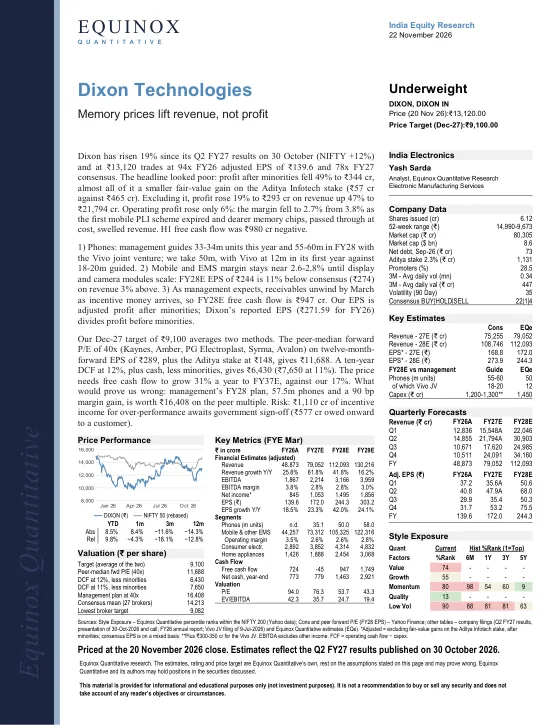 EQUINOX
QUANTITATIVE
India Equity Research
22 November 2026
Dixon Technologies
Memory prices lift revenue, not profit
Underweight
DIXON, DIXON IN
Price (20 Nov 26):₹13,120.00
Price Target (Dec-27):₹9,100.00
Dixon has risen 19% since its Q2 FY27 results on 30 October (NIFTY +12%)
and at ₹13,120 trades at 94x FY26 adjusted EPS of ₹139.6 and 78x FY27
consensus. The headline looked poor: profit after minorities fell 49% to ₹344 cr,
almost all of it a smaller fair-value gain on the Aditya Infotech stake (₹57 cr
against ₹465 cr). Excluding it, profit rose 19% to ₹293 cr on revenue up 47% to
₹21,794 cr. Operating profit rose only 6%: the margin fell to 2.7% from 3.8% as
the first mobile PLI scheme expired and dearer memory chips, passed through at
cost, swelled revenue. H1 free cash flow was ₹980 cr negative.
1) Phones: management guides 33-34m units this year and 55-60m in FY28 with
the Vivo joint venture; we take 50m, with Vivo at 12m in its first year against
18-20m guided. 2) Mobile and EMS margin stays near 2.6-2.8% until display
and camera modules scale: FY28E EPS of ₹244 is 11% below consensus (₹274)
on revenue 3% above. 3) As management expects, receivables unwind by March
as incentive money arrives, so FY28E free cash flow is ₹947 cr. Our EPS is
adjusted profit after minorities; Dixon's reported EPS (₹271.59 for FY26)
divides profit before minorities.
Our Dec-27 target of ₹9,100 averages two methods. The peer-median forward
P/E of 40x (Kaynes, Amber, PG Electroplast, Syrma, Avalon) on twelve-month-
forward EPS of ₹289, plus the Aditya stake at ₹148, gives ₹11,688. A ten-year
DCF at 12%, plus cash, less minorities, gives ₹6,430 (₹7,650 at 11%). The
price needs free cash flow to grow 31% a year to FY37E, against our 17%.
What would prove us wrong: management's FY28 plan, 57.5m phones and a 90
bp margin gain, is worth ₹16,408 on the peer multiple. Risk: ₹1,110 cr of incentive
income for over-performance awaits government sign-off (₹577 cr owed onward
to a customer).
India Electronics
Yash Sarda
Analyst, Equinox Quantitative Research
Electronic Manufacturing Services
Company Data
Shares issued (cr) 6.12
52-week range (₹) 14,990-9,673
Market cap (₹ cr) 80,305
Market cap ($ bn) 8.6
Net debt, Sep-26 (₹ cr) 73
Aditya stake 2.3% (₹ cr) 1,131
Promoters (%) 28.5
3M - Avg daily vol (mn) 0.34
3M - Avg daily val (₹ cr) 447
Volatility (90 Day) 35
Consensus BUY|HOLD|SELL 22|1|4
Key Estimates
Cons EQe
Revenue - 27E (₹ cr) 75,255 79,052
Revenue - 28E (₹ cr) 108,746 112,093
EPS* - 27E (₹) 168.8 172.0
EPS* - 28E (₹) 273.9 244.3
FY28E vs management Guide EQe
Phones (m units) 55-60 50
of which Vivo JV 18-20 12
Capex (₹ cr) 1,200-1,300** 1,450
Quarterly Forecasts
Revenue (₹ cr) FY26A FY27E FY28E
Q1 12,836 15,548A 22,046
Q2 14,855 21,794A 30,903
Q3 10,671 17,620 24,985
Q4 10,511 24,091 34,160
FY 48,873 79,052 112,093
Adj. EPS (₹) FY26A FY27E FY28E
Q1 37.2 35.6A 50.6
Q2 40.8 47.9A 68.0
Q3 29.9 35.4 50.3
Q4 31.7 53.2 75.5
FY 139.6 172.0 244.3
Style Exposure
Quant Current Hist %Rank (1=Top)
Factors %Rank 6M 1Y 3Y 5Y
Value 74 - - - -
Growth 55 - - - -
Momentum 80 98 54 60 9
Quality 13 - - - -
Low Vol 90 88 81 81 63
Price Performance
16,000
14,000
12,000
10,000
8,000
Jan 26 Apr 26 Jul 26 Oct 26
DIXON (₹) NIFTY 50 (rebased)
YTD 1m 3m 12m
Abs 8.5% 8.4% -11.6% -14.3%
Rel 9.8% -4.3% -18.1% -12.8%
Valuation (₹ per share)
Target (average of the two) 9,100
Peer-median fwd P/E (40x) 11,688
DCF at 12%, less minorities 6,430
DCF at 11%, less minorities 7,650
Management plan at 40x 16,408
Consensus mean (27 brokers) 14,213
Lowest broker target 9,062
Key Metrics (FYE Mar)
₹ in crore FY26A FY27E FY28E FY29E
Financial Estimates (adjusted)
Revenue 48,873 79,052 112,093 130,216
Revenue growth Y/Y 25.8% 61.8% 41.8% 16.2%
EBITDA 1,867 2,214 3,166 3,959
EBITDA margin 3.8% 2.8% 2.8% 3.0%
Net income* 845 1,053 1,495 1,856
EPS (₹) 139.6 172.0 244.3 303.2
EPS growth Y/Y 18.5% 23.3% 42.0% 24.1%
Segments
Phones (m units) n.d. 35.1 50.0 58.0
Mobile & other EMS 44,257 73,312 105,325 122,316
Operating margin 3.5% 2.6% 2.6% 2.8%
Consumer electr. 2,892 3,852 4,314 4,832
Home appliances 1,426 1,888 2,454 3,068
Cash Flow
Free cash flow 724 -45 947 1,749
Net cash, year-end 773 779 1,463 2,921
Valuation
P/E 94.0 76.3 53.7 43.3
EV/EBITDA 42.3 35.7 24.7 19.4
Equinox Quantitative
Priced at the 20 November 2026 close. Estimates reflect the Q2 FY27 results published on 30 October 2026.
Equinox Quantitative research. The estimates, rating and price target are Equinox Quantitative's own, rest on the assumptions stated on this page and may prove wrong. Equinox
Quantitative and its authors may hold positions in the securities discussed.
This material is provided for informational and educational purposes only (not investment purposes). It is not a recommendation to buy or sell any security and does not
take account of any reader's objectives or circumstances.